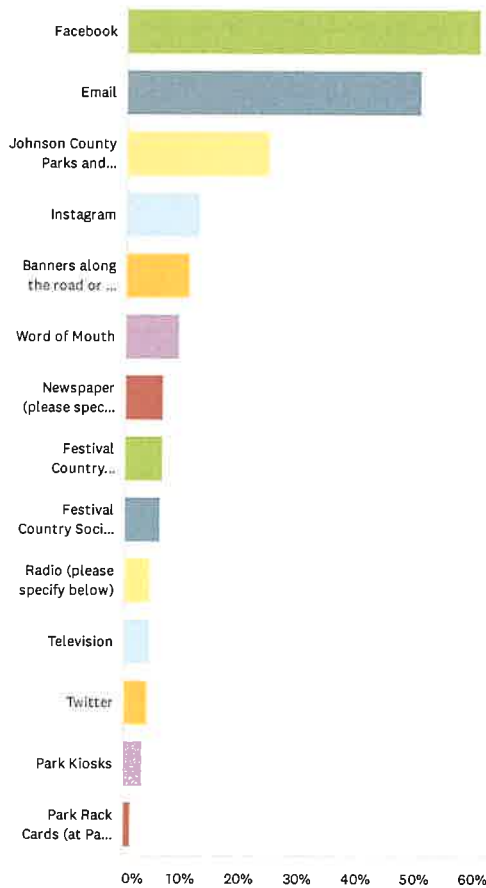 Facebook
Email
Johnson County
Parks and...
Instagram
Banners along
the road or ...
Word of Mouth
Newspaper
(please spec...
Festival
Country...
Festival
Country Soci...
Radio (please
specify below)
Television
Twitter
Park Kiosks
Park Rack
Cards (at Pa...
0% 10% 20% 30% 40% 50% 60%